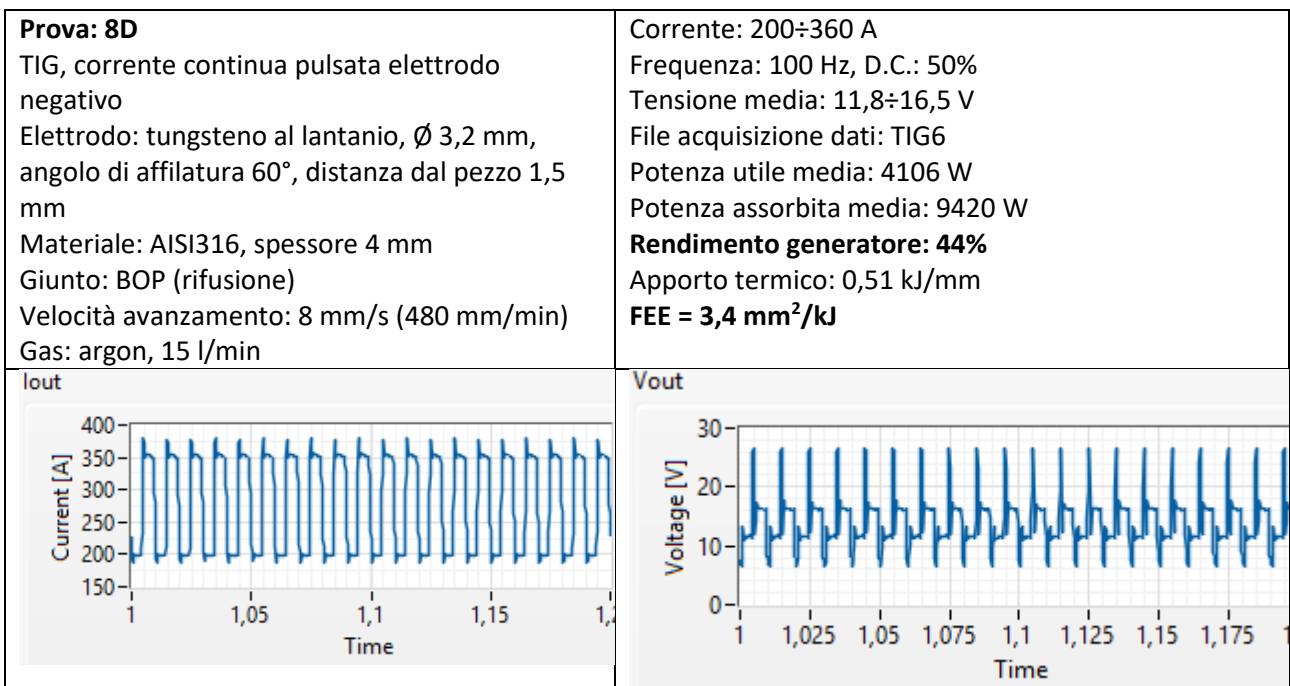 Prova: 8D
TIG, corrente continua pulsata elettrodo
negativo
Elettrodo: tungsteno al lantanio, Ø 3,2 mm,
angolo di affilatura 60°, distanza dal pezzo 1,5
mm
Materiale: AISI316, spessore 4 mm
Giunto: BOP (rifusione)
Velocità avanzamento: 8 mm/s (480 mm/min)
Gas: argon, 15 l/min
Corrente: 200÷360 A
Frequenza: 100 Hz, D.C.: 50%
Tensione media: 11,8÷16,5 V
File acquisizione dati: TIG6
Potenza utile media: 4106 W
Potenza assorbita media: 9420 W
Rendimento generatore: 44%
Apporto termico: 0,51 kJ/mm
FEE = 3,4 mm²/kJ
Iout
400
350
300
250
200
150
Current [A]
1 1,05 1,1 1,15
Time
Vout
30
20
10
0
Voltage [V]
1 1,025 1,05 1,075 1,1 1,125 1,15 1,175
Time